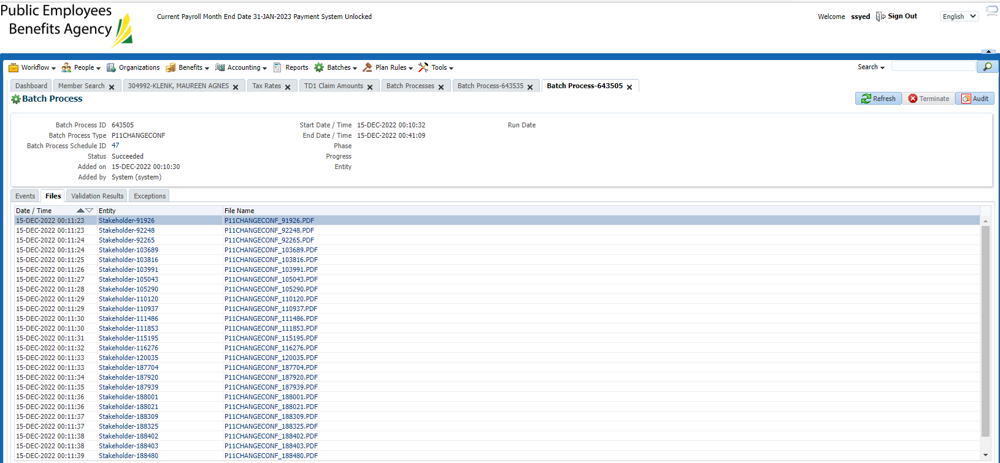 Public Employees
Benefits Agency
Current Payroll Month End Date 31-JAN-2023 Payment System Unlocked
Welcome ssyed Sign Out English
Workflow People Organizations Benefits Accounting Reports Batches Plan Rules Tools Search
Dashboard Member Search 304992-KLENK, MAUREEN AGNES Tax Rates TD1 Claim Amounts Batch Processes Batch Process-643535 Batch Process-643505
Batch Process Refresh Terminate Audit
Batch Process ID 643505 Start Date / Time 15-DEC-2022 00:10:32 Run Date
Batch Process Type P11CHANGECONF End Date / Time 15-DEC-2022 00:41:09
Batch Process Schedule ID 47 Phase
Status Succeeded Progress
Added on 15-DEC-2022 00:10:30 Entity
Added by System (system)
Events Files Validation Results Exceptions
Date / Time Entity File Name
15-DEC-2022 00:11:23 Stakeholder-91926 P11CHANGECONF_91926.PDF
15-DEC-2022 00:11:23 Stakeholder-92248 P11CHANGECONF_92248.PDF
15-DEC-2022 00:11:24 Stakeholder-92265 P11CHANGECONF_92265.PDF
15-DEC-2022 00:11:24 Stakeholder-103689 P11CHANGECONF_103689.PDF
15-DEC-2022 00:11:25 Stakeholder-103816 P11CHANGECONF_103816.PDF
15-DEC-2022 00:11:26 Stakeholder-103991 P11CHANGECONF_103991.PDF
15-DEC-2022 00:11:27 Stakeholder-105043 P11CHANGECONF_105043.PDF
15-DEC-2022 00:11:28 Stakeholder-105290 P11CHANGECONF_105290.PDF
15-DEC-2022 00:11:29 Stakeholder-110120 P11CHANGECONF_110120.PDF
15-DEC-2022 00:11:29 Stakeholder-110937 P11CHANGECONF_110937.PDF
15-DEC-2022 00:11:30 Stakeholder-111486 P11CHANGECONF_111486.PDF
15-DEC-2022 00:11:30 Stakeholder-111853 P11CHANGECONF_111853.PDF
15-DEC-2022 00:11:31 Stakeholder-115195 P11CHANGECONF_115195.PDF
15-DEC-2022 00:11:32 Stakeholder-116276 P11CHANGECONF_116276.PDF
15-DEC-2022 00:11:33 Stakeholder-120035 P11CHANGECONF_120035.PDF
15-DEC-2022 00:11:33 Stakeholder-187704 P11CHANGECONF_187704.PDF
15-DEC-2022 00:11:34 Stakeholder-187920 P11CHANGECONF_187920.PDF
15-DEC-2022 00:11:35 Stakeholder-187939 P11CHANGECONF_187939.PDF
15-DEC-2022 00:11:36 Stakeholder-188001 P11CHANGECONF_188001.PDF
15-DEC-2022 00:11:36 Stakeholder-188021 P11CHANGECONF_188021.PDF
15-DEC-2022 00:11:37 Stakeholder-188309 P11CHANGECONF_188309.PDF
15-DEC-2022 00:11:37 Stakeholder-188325 P11CHANGECONF_188325.PDF
15-DEC-2022 00:11:38 Stakeholder-188402 P11CHANGECONF_188402.PDF
15-DEC-2022 00:11:38 Stakeholder-188403 P11CHANGECONF_188403.PDF
15-DEC-2022 00:11:39 Stakeholder-188480 P11CHANGECONF_188480.PDF